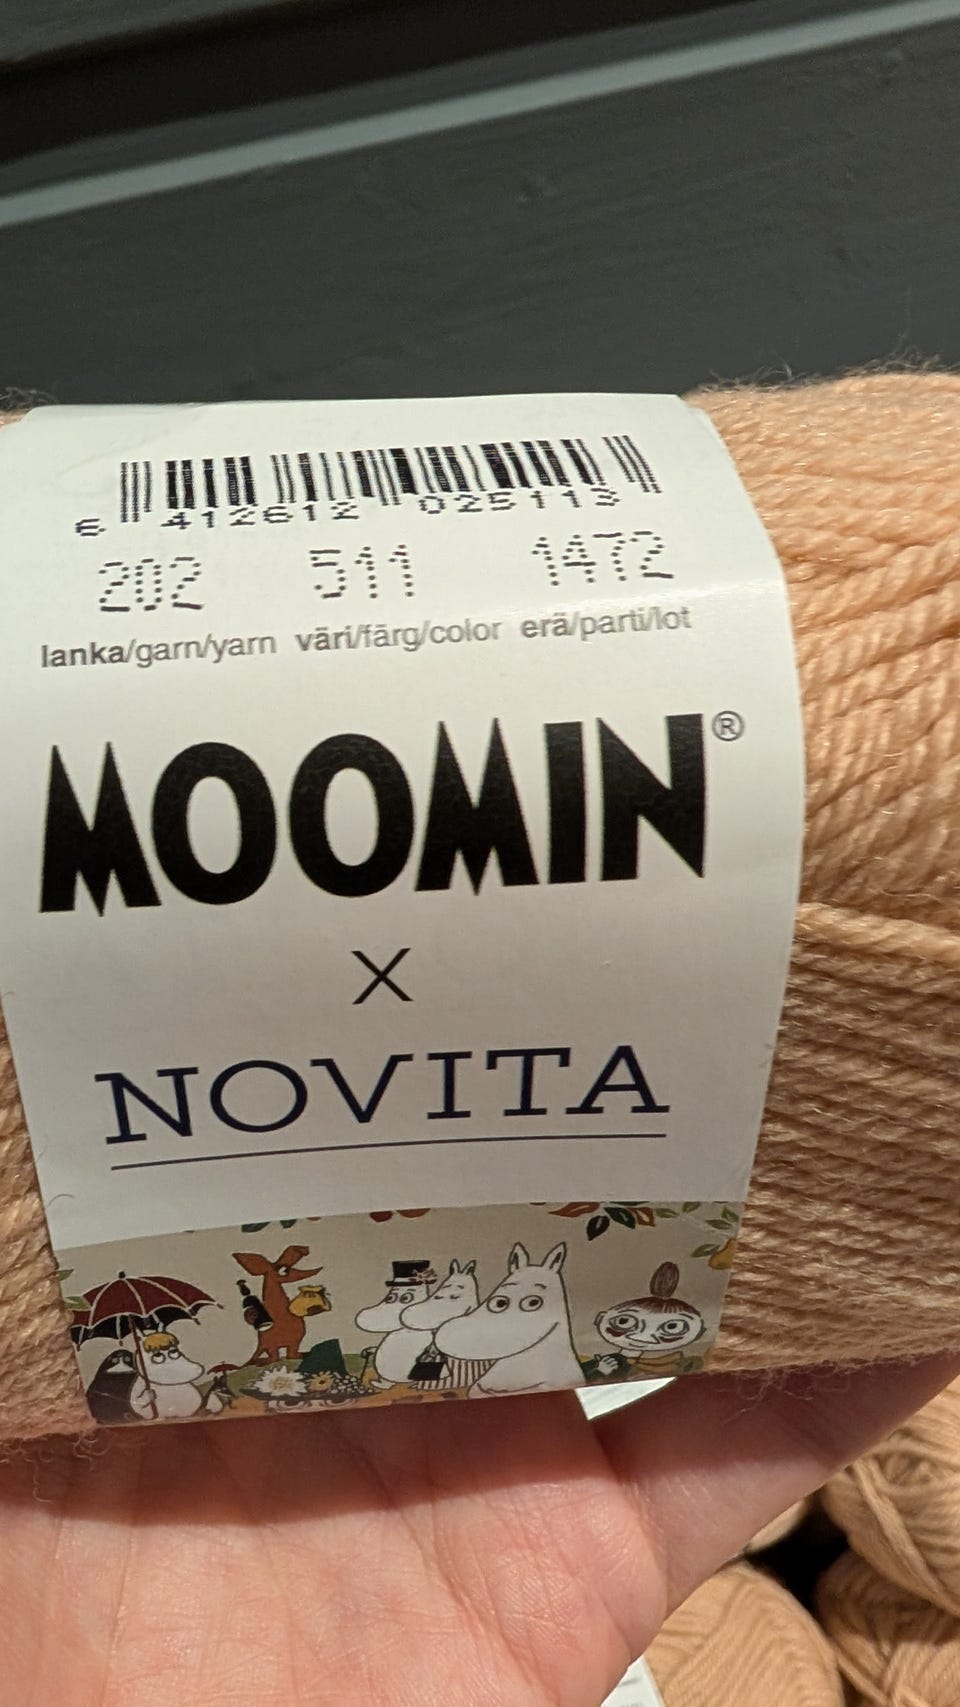 6 412612 025113
202 511 1472
lanka/garn/yarn väri/färg/color erä/parti/lot
MOOMIN®
X
NOVITA